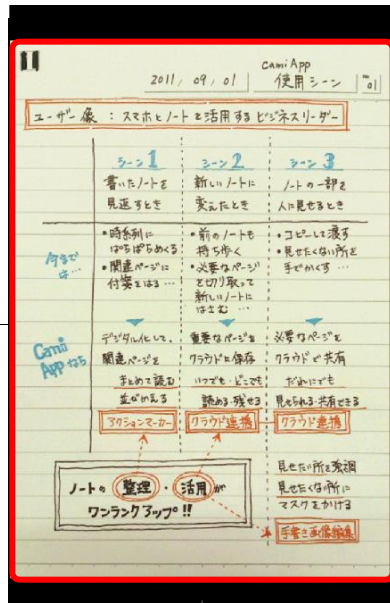 1
2011, 09, 01
CamiApp
使用シーン
No 01
ユーザー像 : スマホとノートを活用するビジネスリーダー
シーン1
書いたノートを
見返すとき
シーン2
新しいノートに
変えたとき
シーン3
ノートの一部を
人に見せるとき
今までは…
・時系列に
ぱらぱらめくる
・関連ページに
付箋をはる…
・前のノートも
持ち歩く
・必要なページ
を切り取って
新しいノートに
はさむ…
・コピーして渡す
・見せたくない所を
手でかくす…
Cami
Appなら
デジタル化して、
関連ページを
まとめて読む
並びかえる
アクションマーカー
重要なページを
クラウドに保存
いつでも・どこでも
読める・残せる
クラウド連携
必要なページを
クラウドで共有
だれにでも
見せられる・共有できる
クラウド連携
見せたい所を強調
見せたくない所に
マスクをかける
手書き画像編集
ノートの整理・活用が
ワンランクアップ!!